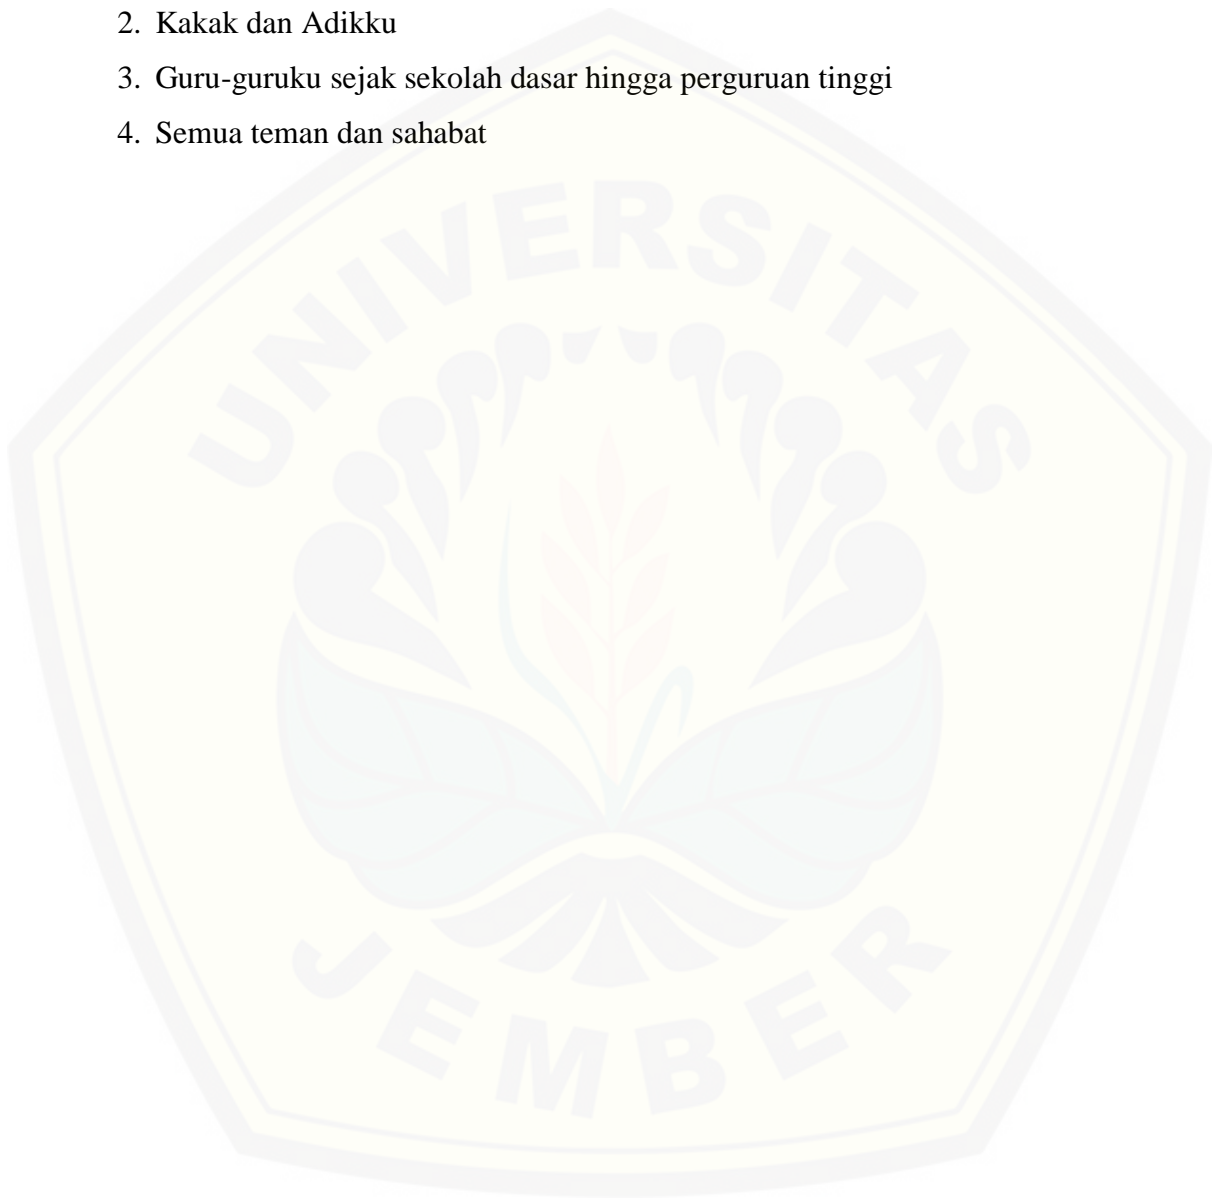 2. Kakak dan Adikku
3. Guru-guruku sejak sekolah dasar hingga perguruan tinggi
4. Semua teman dan sahabat
UNIVERSITAS
JEMBER